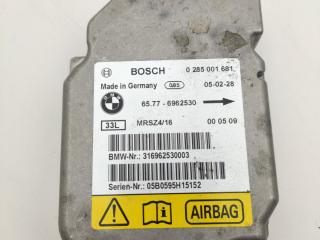 BOSCH 0 285 001 681
Made in Germany GBS 05-02-28
65.77 - 6962530
33L MRSZ4/16 00 05 09
BMW-Nr.: 316962530003
Serien-Nr.: 05B0595H15152
AIRBAG